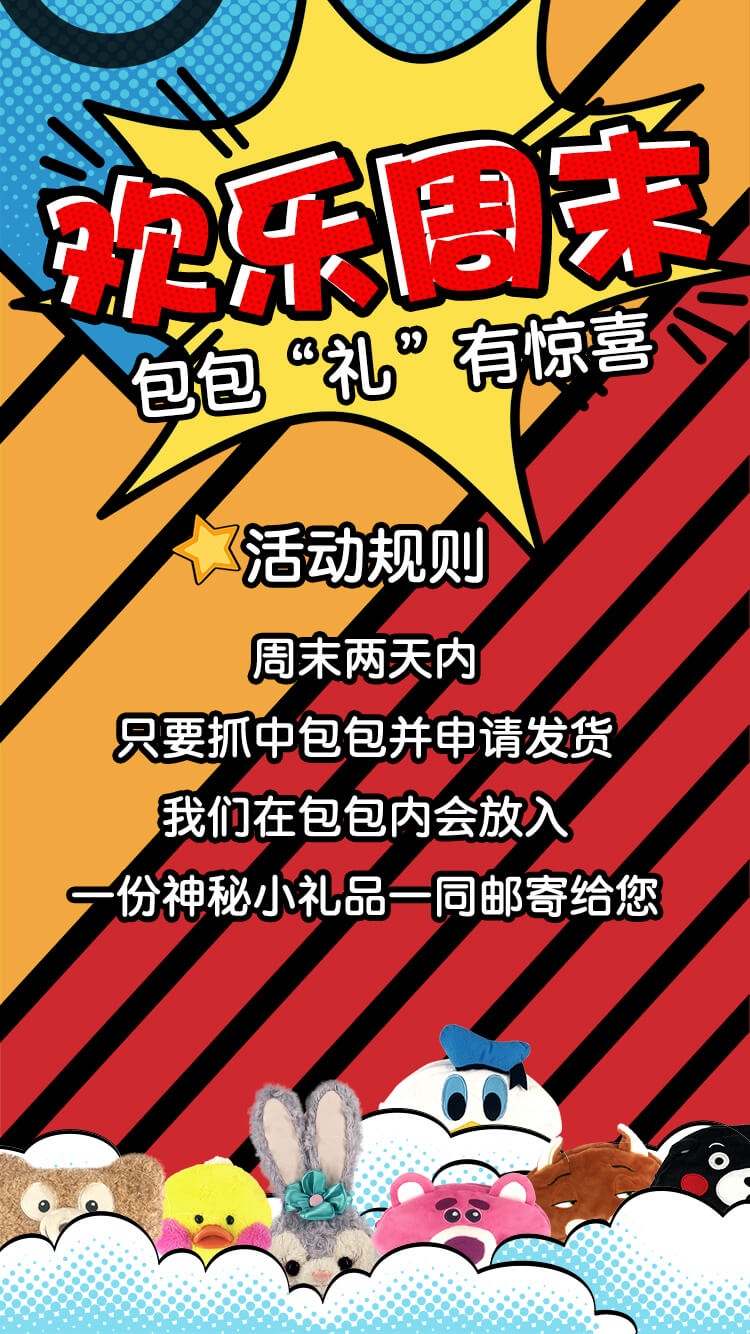 欢乐周末
包包“礼”有惊喜
活动规则
周末两天内
只要抓中包包并申请发货
我们在包包内会放入
一份神秘小礼品一同邮寄给您